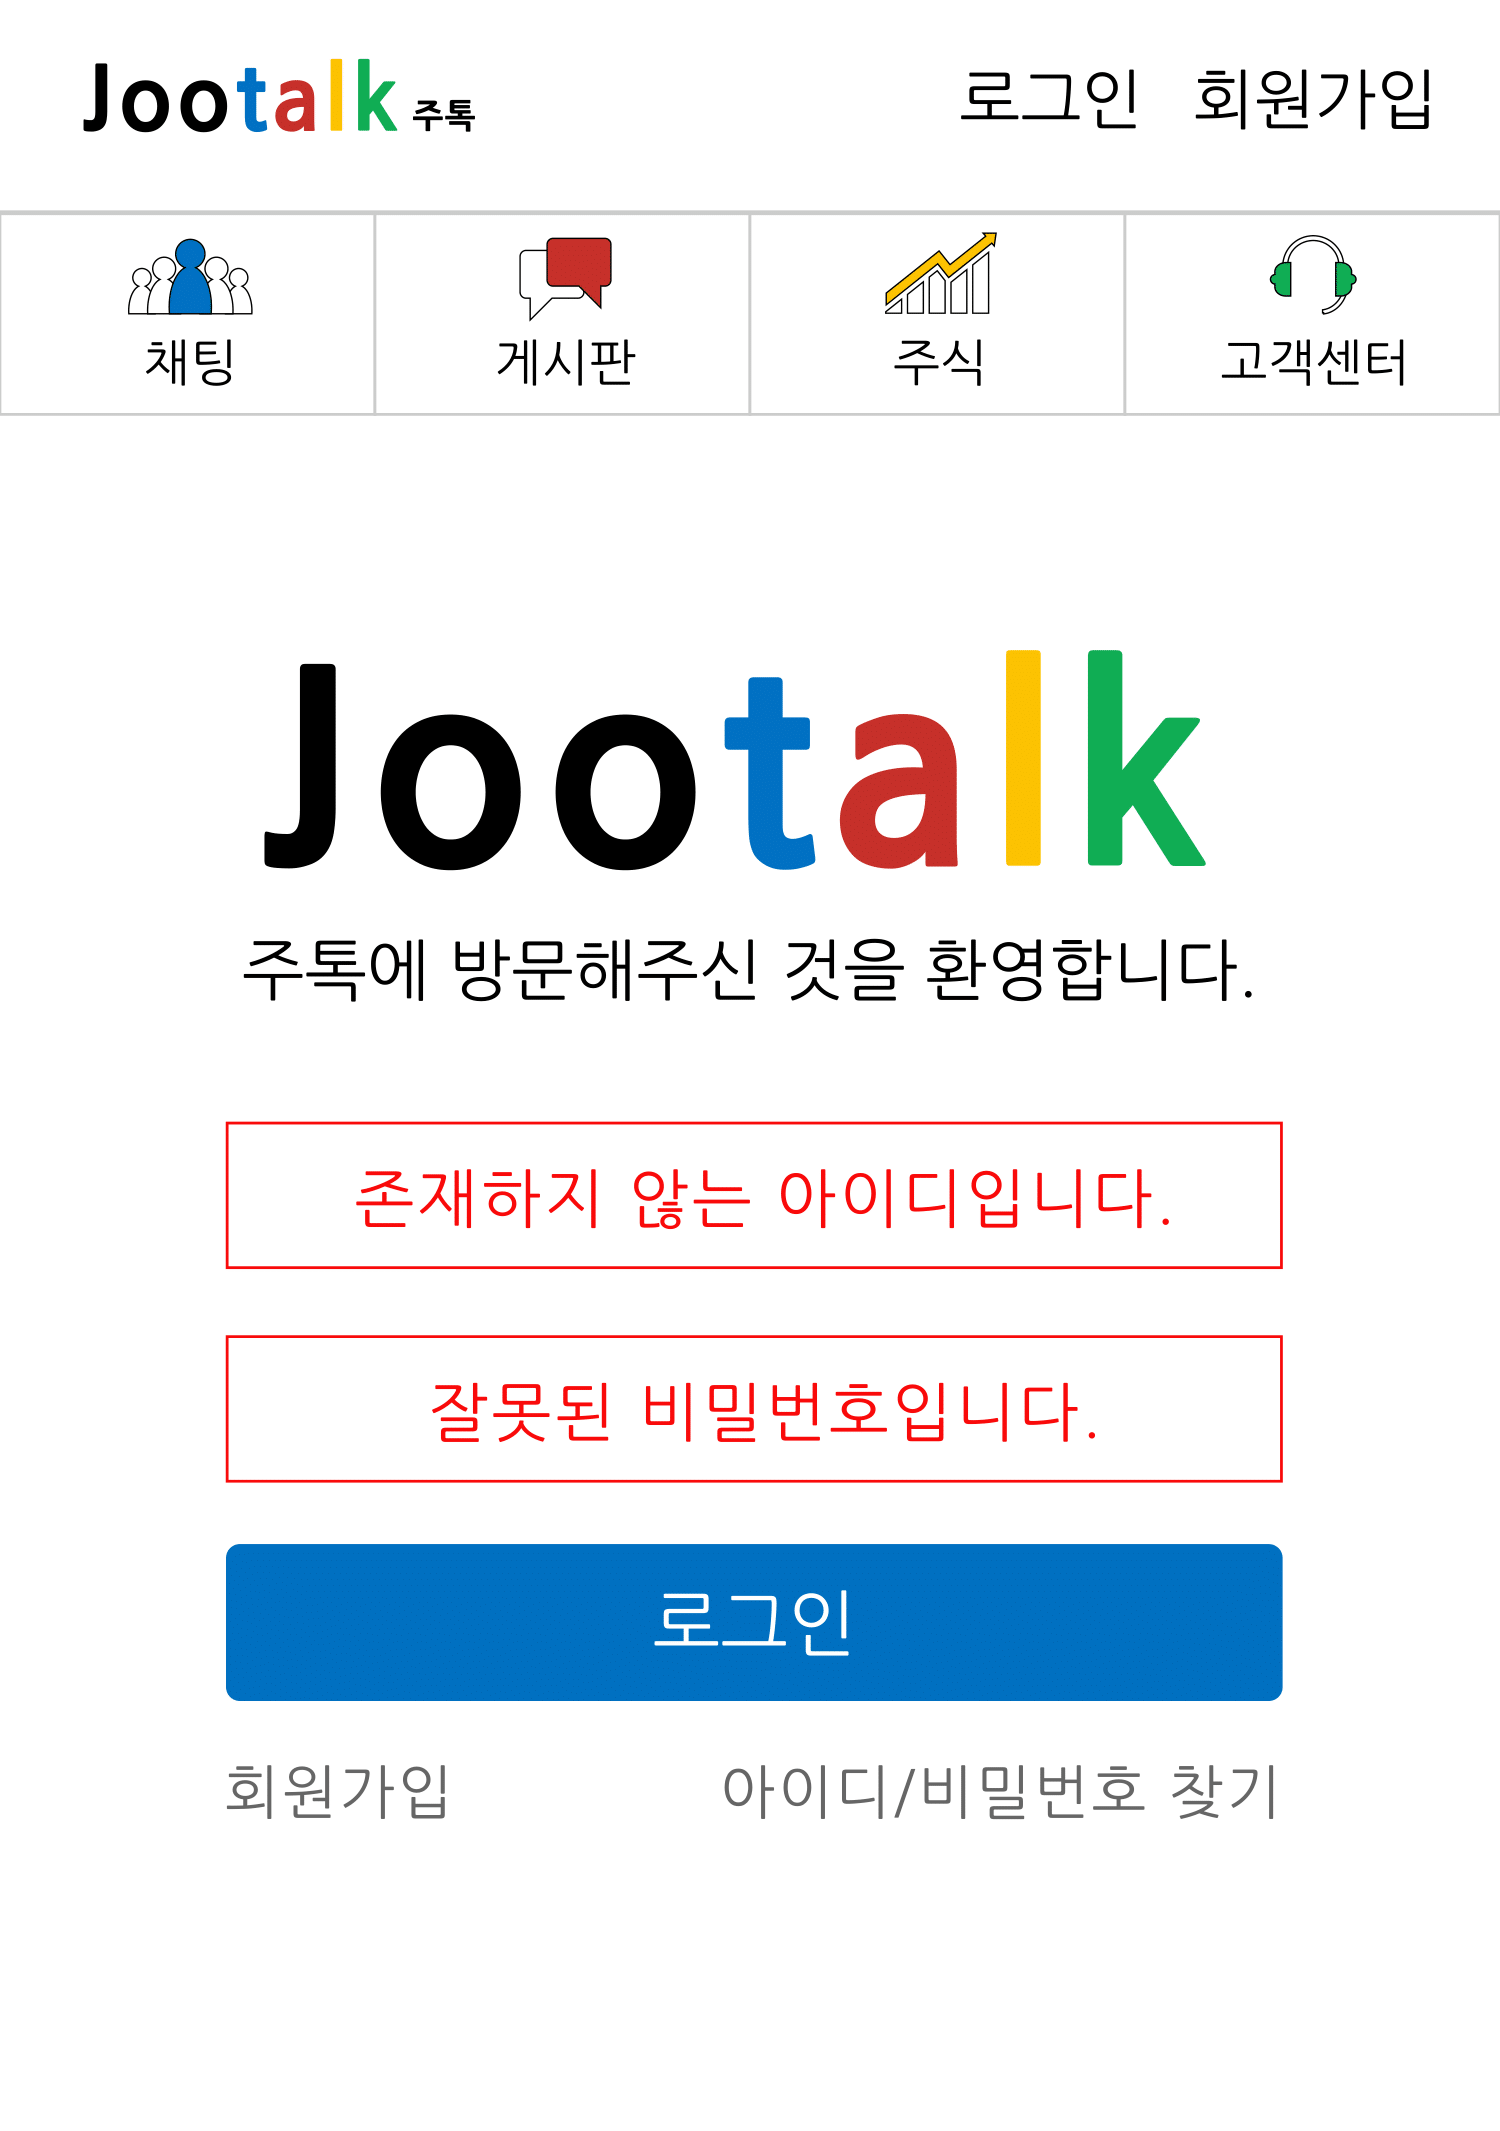 Jootalk 주톡
로그인 회원가입
채팅 게시판 주식 고객센터
Jootalk
주톡에 방문해주신 것을 환영합니다.
존재하지 않는 아이디입니다.
잘못된 비밀번호입니다.
로그인
회원가입 아이디/비밀번호 찾기